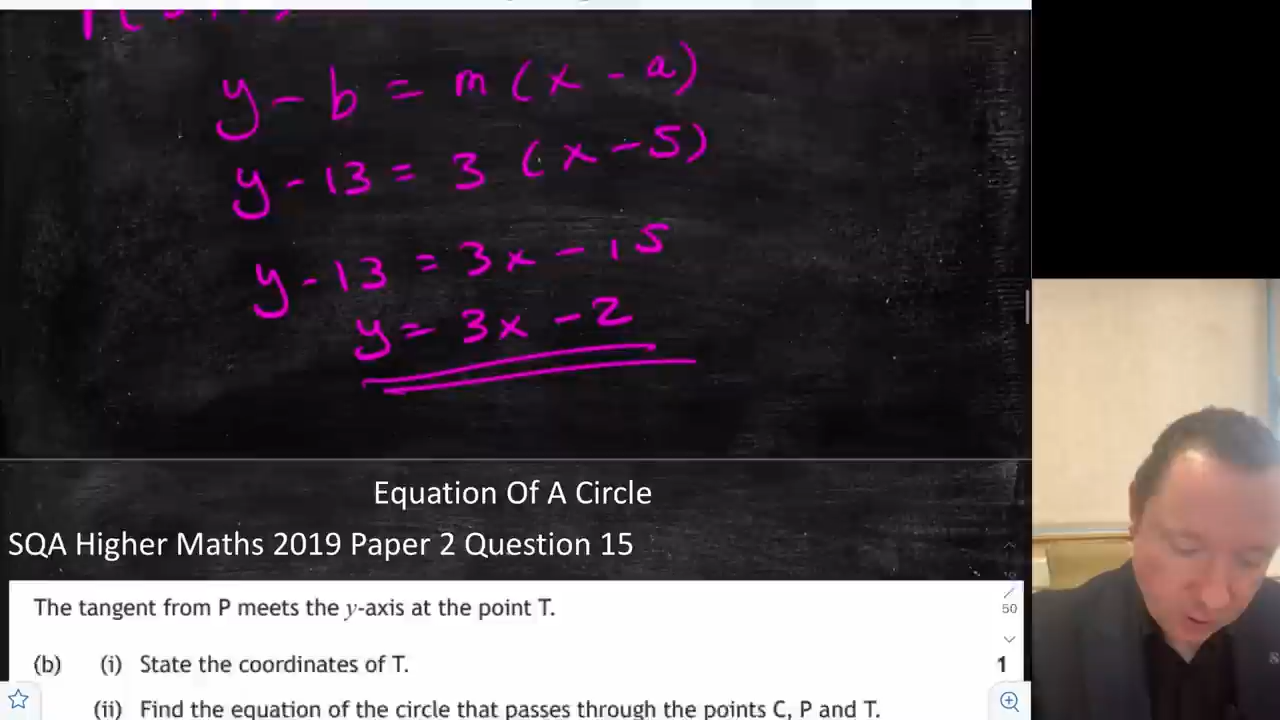 y - b = m (x - a)
y - 13 = 3 (x - 5)
y - 13 = 3x - 15
y = 3x - 2
Equation Of A Circle
SQA Higher Maths 2019 Paper 2 Question 15
The tangent from P meets the y-axis at the point T.
50
(b) (i) State the coordinates of T. 1
(ii) Find the equation of the circle that passes through the points C, P and T.